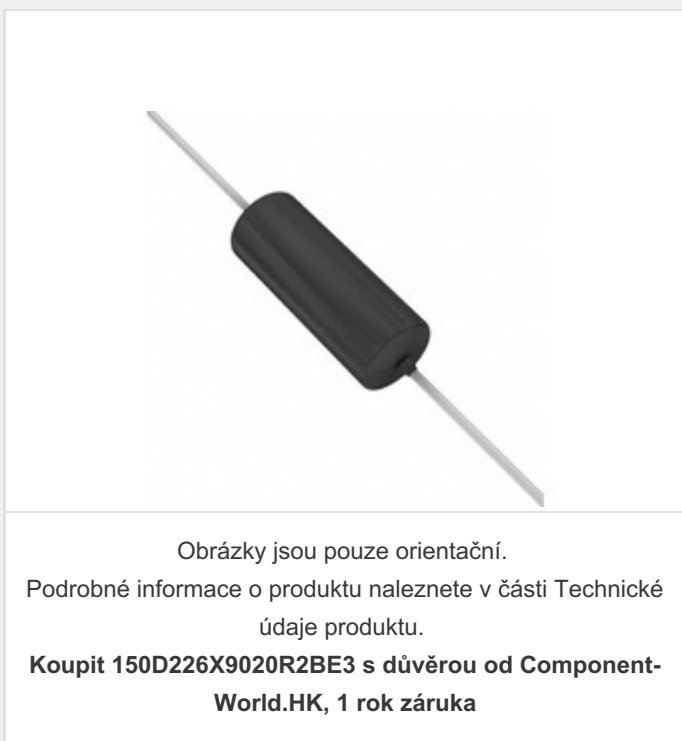 Obrázky jsou pouze orientační.
Podrobné informace o produktu naleznete v části Technické
údaje produktu.
Koupit 150D226X9020R2BE3 s důvěrou od Component-
World.HK, 1 rok záruka